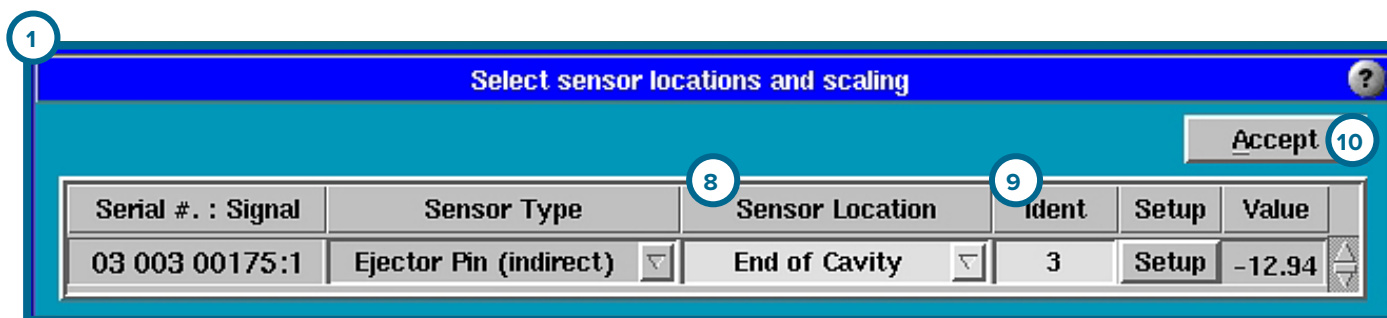 1
Select sensor locations and scaling
?
Accept 10
8 9
Serial #. : Signal Sensor Type Sensor Location Ident Setup Value
03 003 00175:1 Ejector Pin (indirect) End of Cavity 3 Setup -12.94